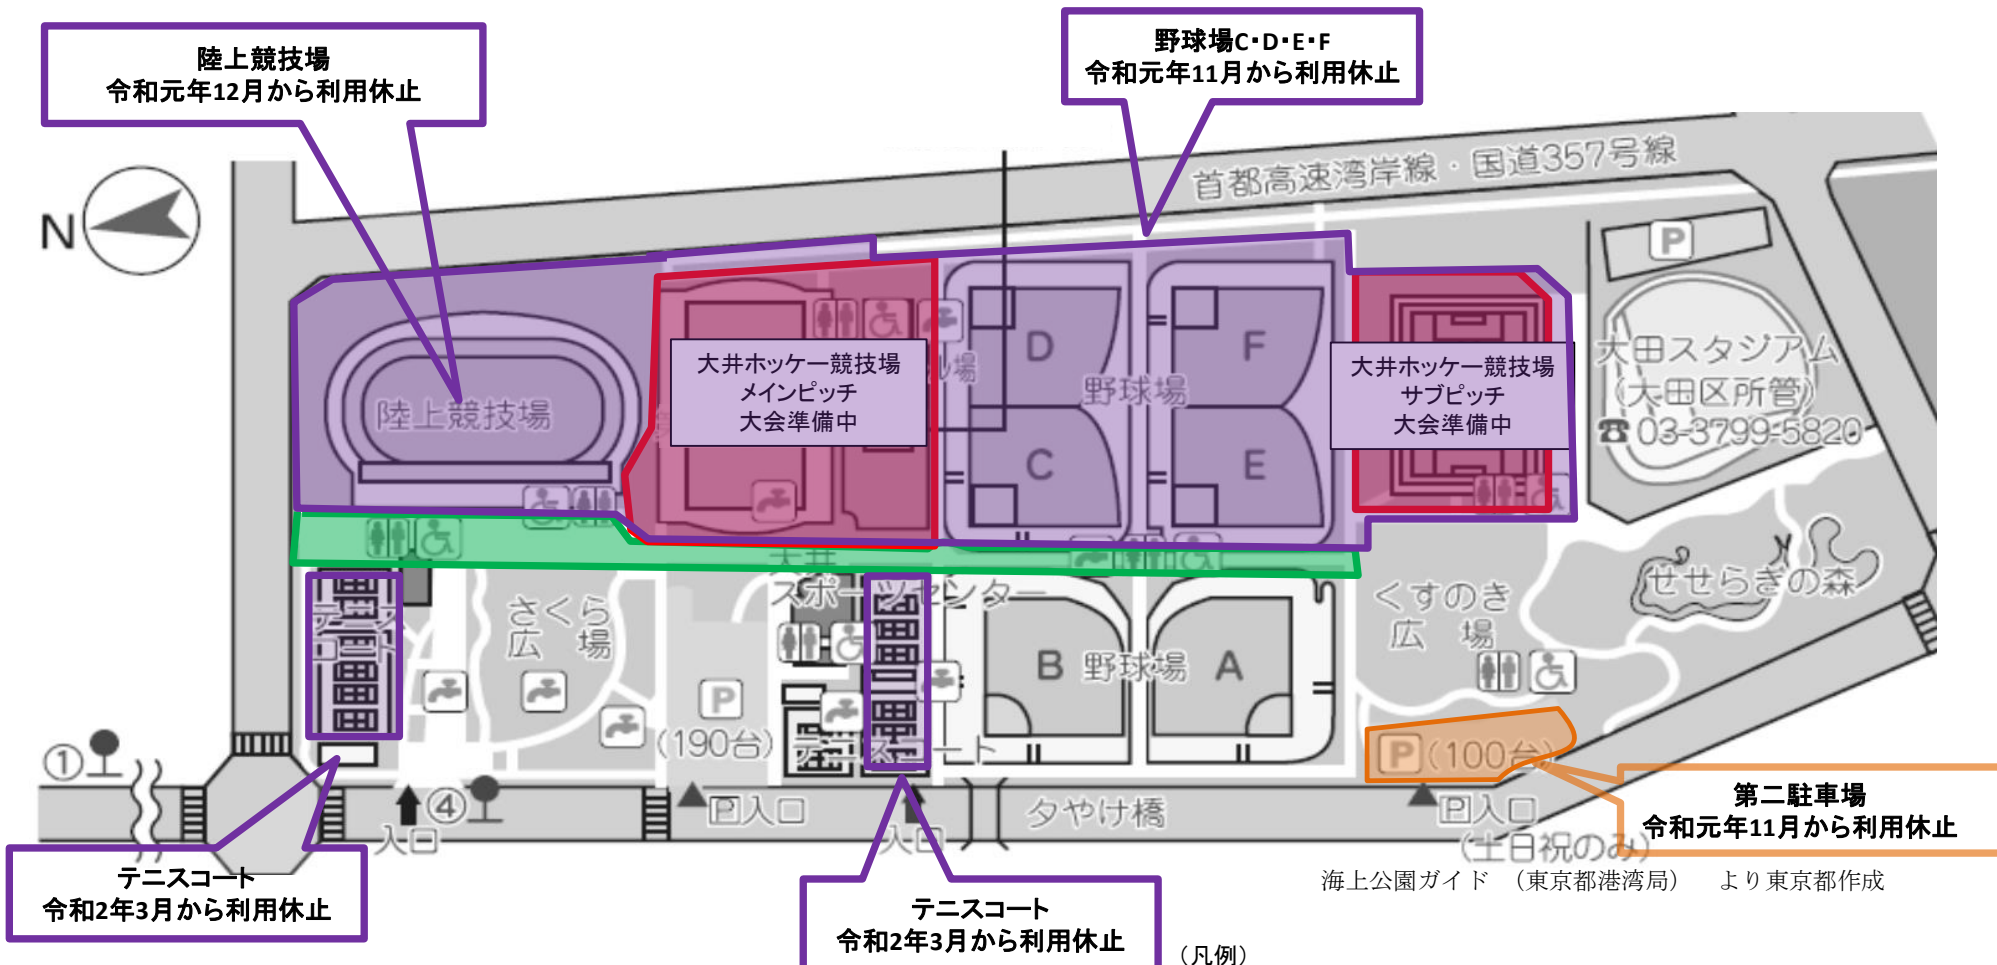 陸上競技場
令和元年12月から利用休止
野球場C・D・E・F
令和元年11月から利用休止
首都高速湾岸線・国道357号線
N
P
大井ホッケー競技場
メインピッチ
大会準備中
D
F
野球場
C
E
大井ホッケー競技場
サブピッチ
大会準備中
大田スタジアム
(大田区所管)
☎03-3799-5820
陸上競技場
大井
スポーツセンター
テニス
コート
さくら
広場
くすのき
広場
せせらぎの森
B 野球場 A
P
(190台)
テニスコート
P(100台)
①
④
入口
P入口
入口
夕やけ橋
P入口
(土日祝のみ)
第二駐車場
令和元年11月から利用休止
テニスコート
令和2年3月から利用休止
テニスコート
令和2年3月から利用休止
海上公園ガイド （東京都港湾局） より東京都作成
（凡例）